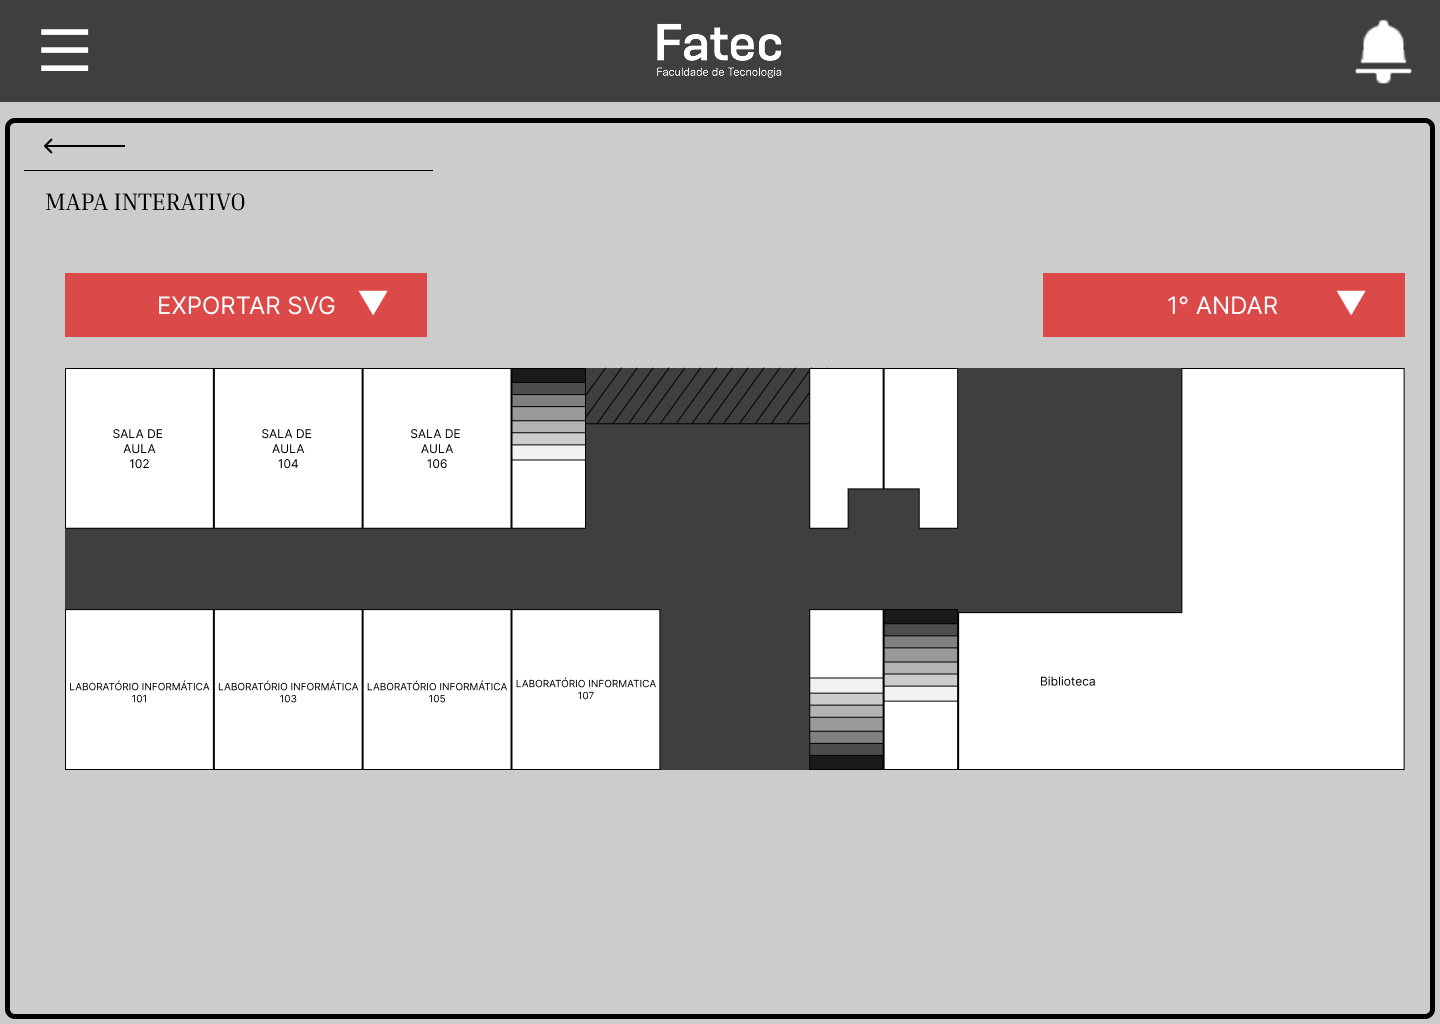 Fatec
Faculdade de Tecnologia
MAPA INTERATIVO
EXPORTAR SVG
1° ANDAR
SALA DE
AULA
102
SALA DE
AULA
104
SALA DE
AULA
106
LABORATÓRIO INFORMÁTICA
101
LABORATÓRIO INFORMÁTICA
103
LABORATÓRIO INFORMÁTICA
105
LABORATÓRIO INFORMATICA
107
Biblioteca